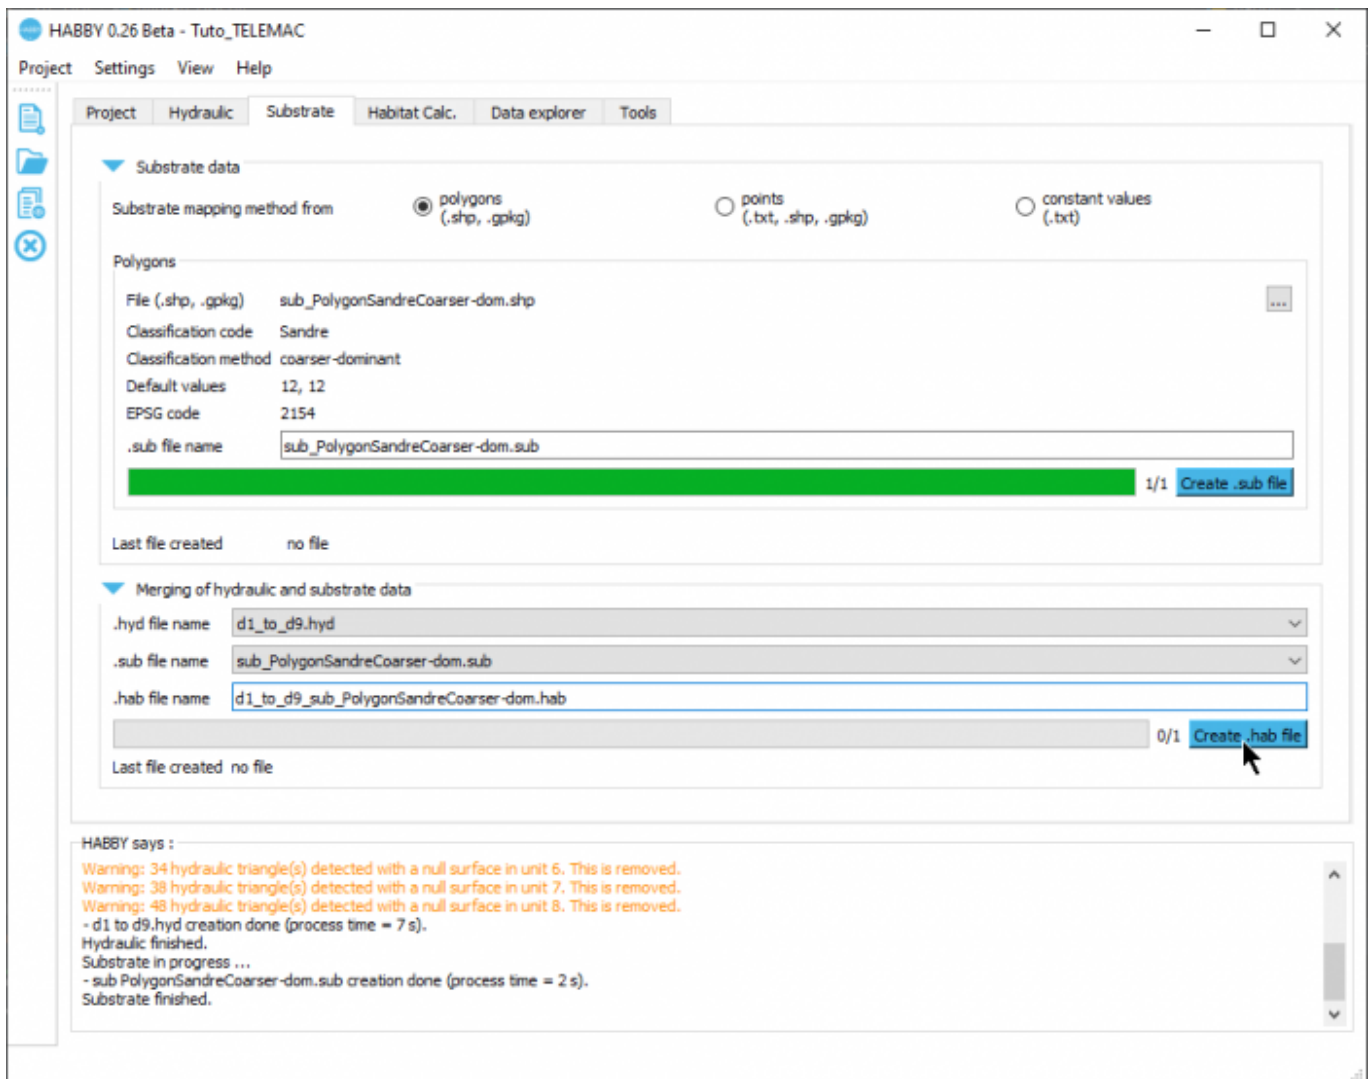 HABBY 0.26 Beta - Tuto_TELEMAC
Project Settings View Help
Project Hydraulic Substrate Habitat Calc. Data explorer Tools
Substrate data
Substrate mapping method from
polygons
(.shp, .gpkg)
points
(.txt, .shp, .gpkg)
constant values
(.txt)
Polygons
File (.shp, .gpkg) sub_PolygonSandreCoarser-dom.shp ...
Classification code Sandre
Classification method coarser-dominant
Default values 12, 12
EPSG code 2154
.sub file name sub_PolygonSandreCoarser-dom.sub
1/1 Create .sub file
Last file created no file
Merging of hydraulic and substrate data
.hyd file name d1_to_d9.hyd
.sub file name sub_PolygonSandreCoarser-dom.sub
.hab file name d1_to_d9_sub_PolygonSandreCoarser-dom.hab
0/1 Create .hab file
Last file created no file
HABBY says :
Warning: 34 hydraulic triangle(s) detected with a null surface in unit 6. This is removed.
Warning: 38 hydraulic triangle(s) detected with a null surface in unit 7. This is removed.
Warning: 48 hydraulic triangle(s) detected with a null surface in unit 8. This is removed.
- d1 to d9.hyd creation done (process time = 7 s).
Hydraulic finished.
Substrate in progress ...
- sub PolygonSandreCoarser-dom.sub creation done (process time = 2 s).
Substrate finished.